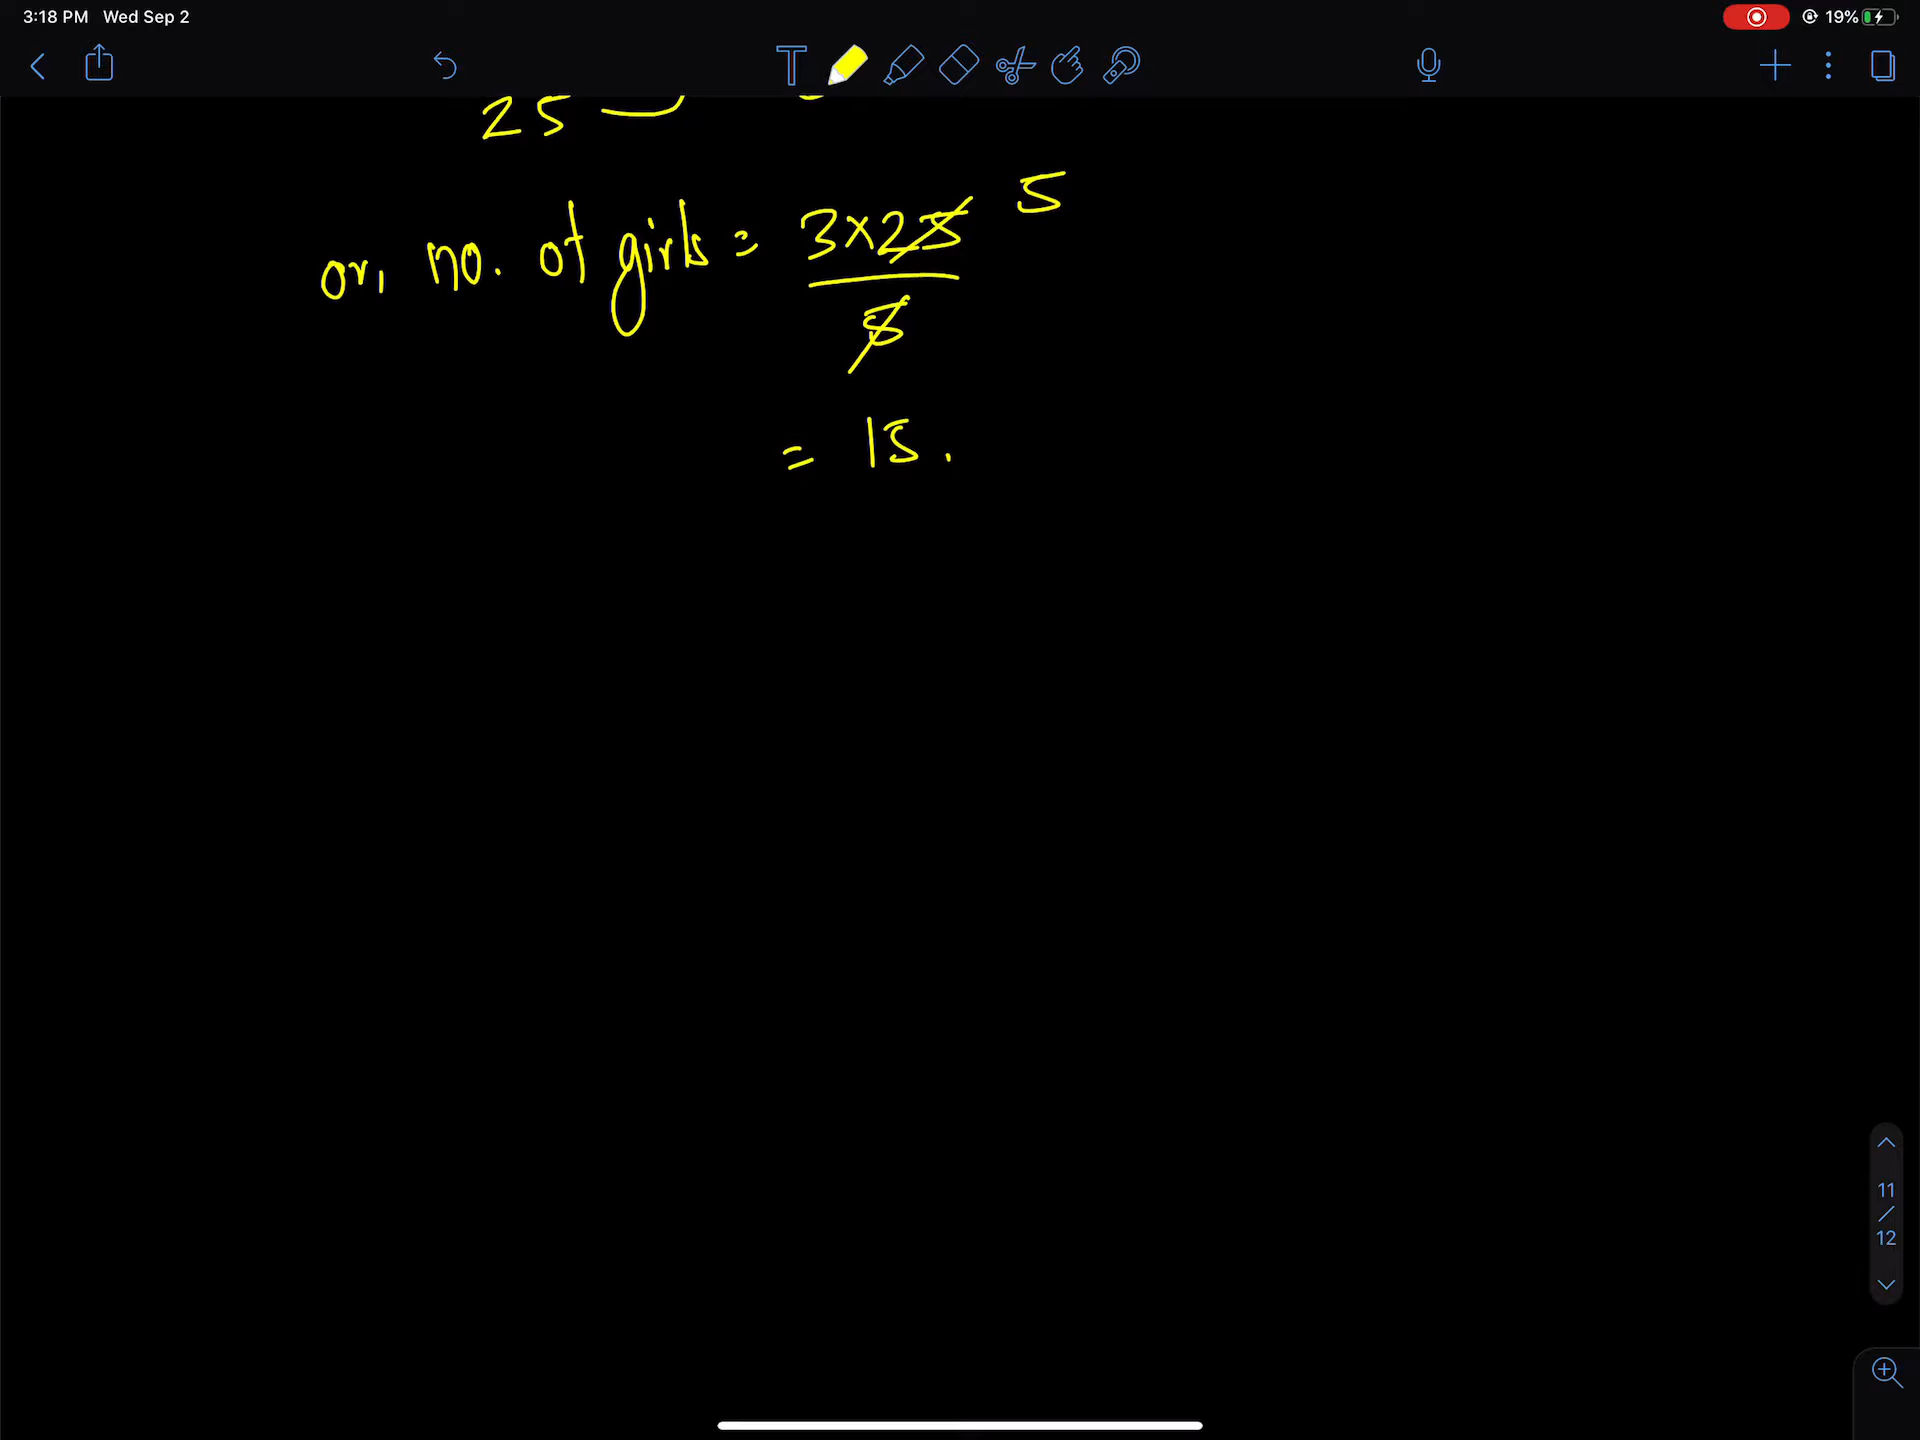 3:18 PM Wed Sep 2
19%
T
25
or, no. of girls = 3×25 5
5
= 15.
11
/
12